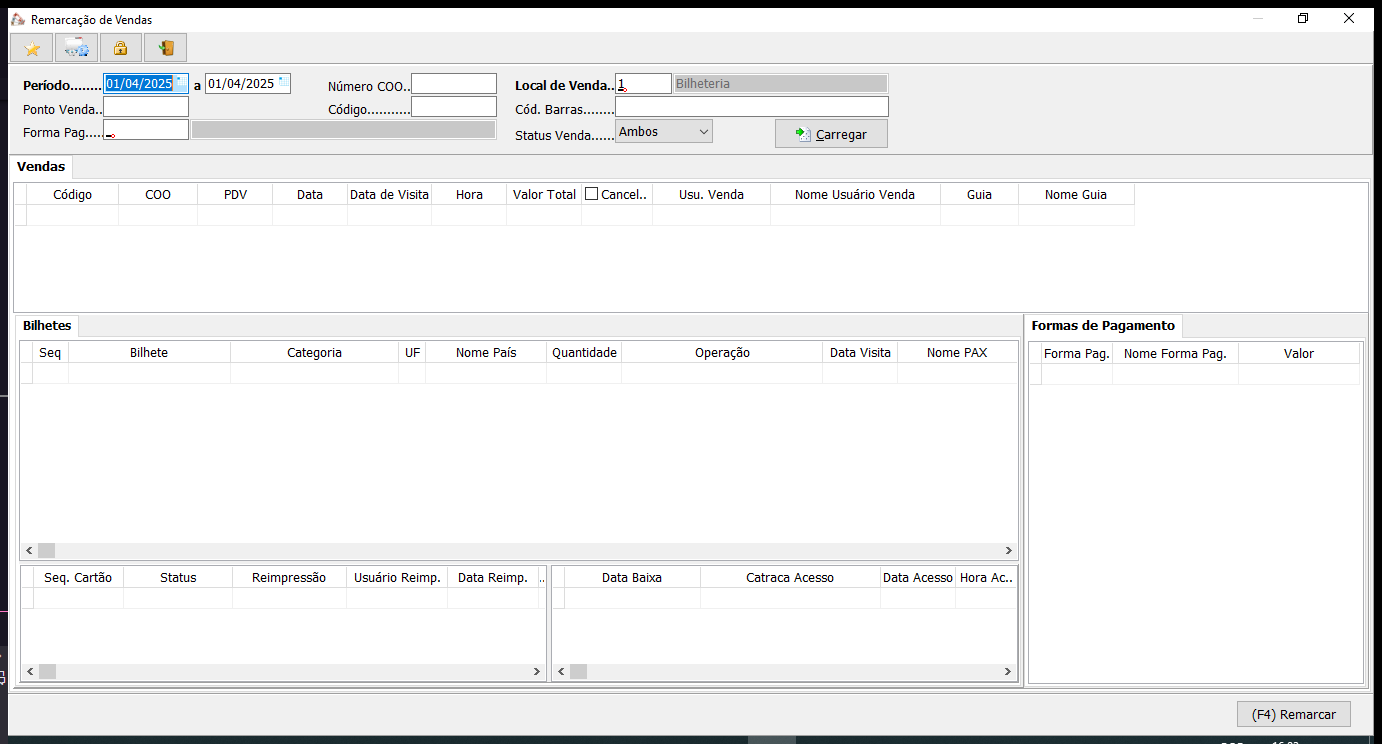 Remarcação de Vendas
Período........ 01/04/2025 a 01/04/2025 Número COO.. Local de Venda.. 1 Bilheteria
Ponto Venda.. Código........... Cód. Barras........
Forma Pag..... Status Venda...... Ambos Carregar
Vendas
Código COO PDV Data Data de Visita Hora Valor Total Cancel.. Usu. Venda Nome Usuário Venda Guia Nome Guia
Bilhetes Formas de Pagamento
Seq Bilhete Categoria UF Nome País Quantidade Operação Data Visita Nome PAX Forma Pag. Nome Forma Pag. Valor
Seq. Cartão Status Reimpressão Usuário Reimp. Data Reimp. .. Data Baixa Catraca Acesso Data Acesso Hora Ac..
(F4) Remarcar